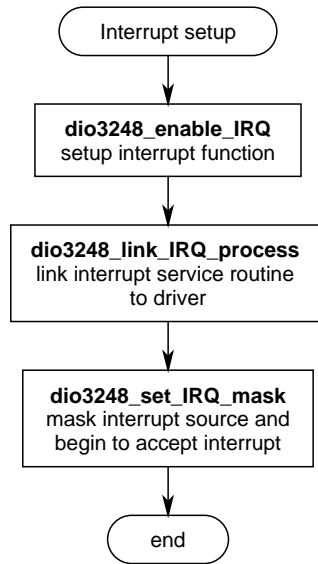 Interrupt setup
dio3248_enable_IRQ
setup interrupt function
dio3248_link_IRQ_process
link interrupt service routine
to driver
dio3248_set_IRQ_mask
mask interrupt source and
begin to accept interrupt
end